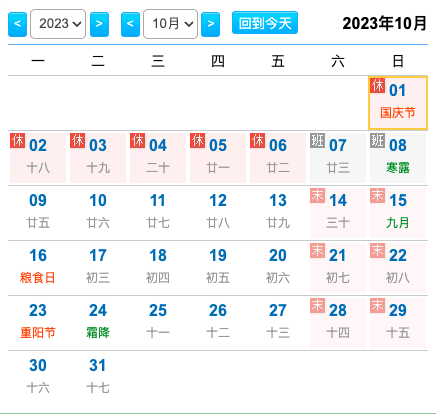 < 2023 > < 10月 > 回到今天 2023年10月
一 二 三 四 五 六 日
休 01
国庆节
休 02 休 03 休 04 休 05 休 06 班 07 班 08
十八 十九 二十 廿一 廿二 廿三 寒露
09 10 11 12 13 末 14 末 15
廿五 廿六 廿七 廿八 廿九 三十 九月
16 17 18 19 20 末 21 末 22
粮食日 初三 初四 初五 初六 初七 初八
23 24 25 26 27 末 28 末 29
重阳节 霜降 十一 十二 十三 十四 十五
30 31
十六 十七